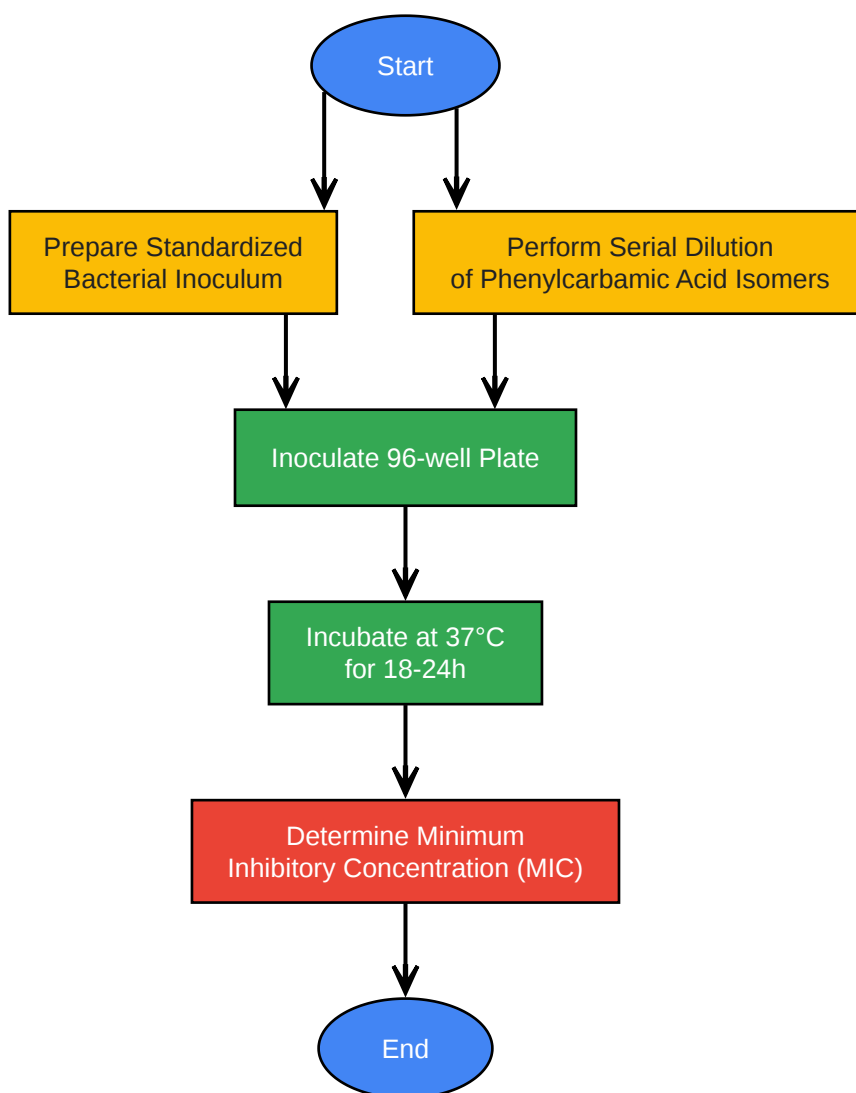 Start
Prepare Standardized
Bacterial Inoculum
Perform Serial Dilution
of Phenylcarbamic Acid Isomers
Inoculate 96-well Plate
Incubate at 37°C
for 18-24h
Determine Minimum
Inhibitory Concentration (MIC)
End